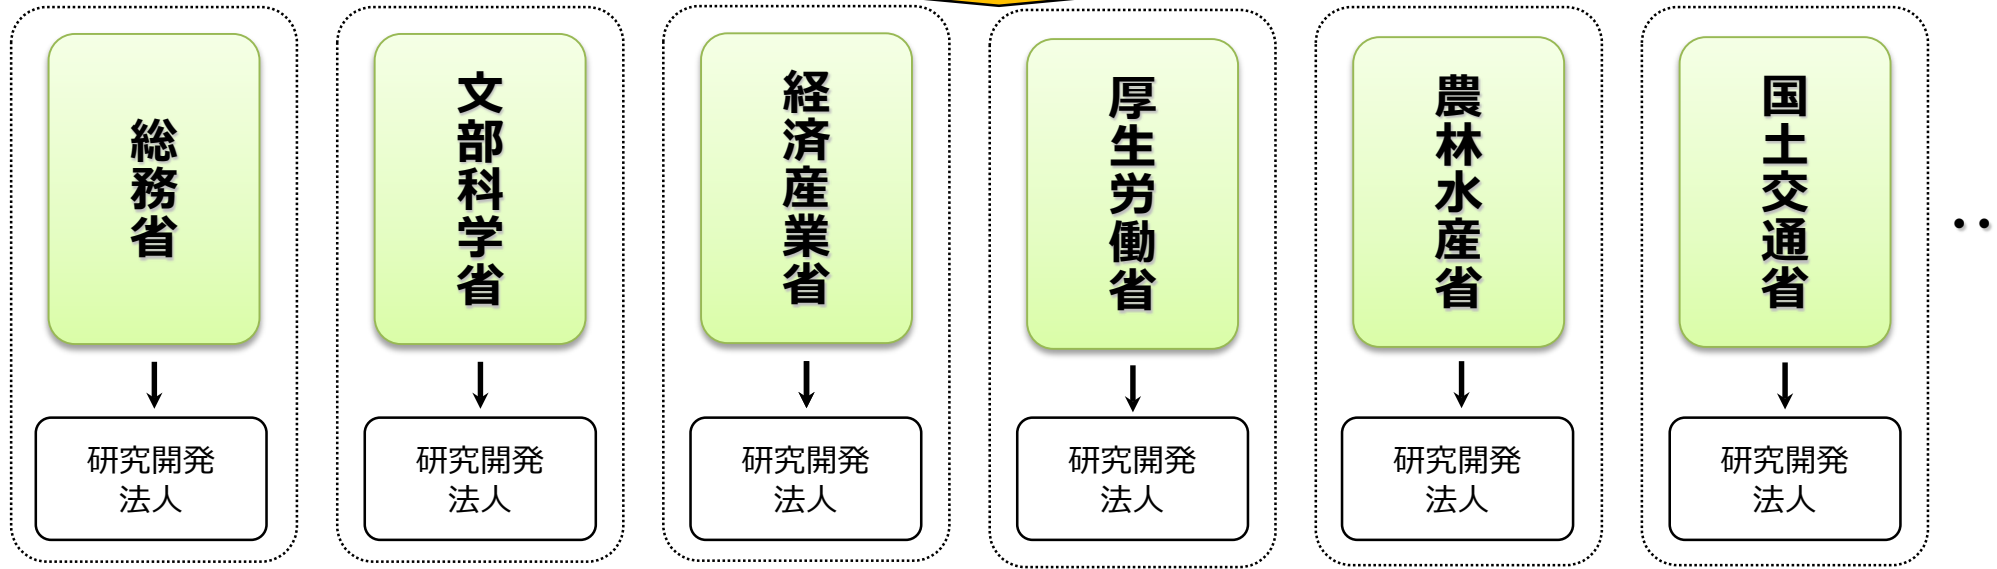 総務省
文部科学省
経済産業省
厚生労働省
農林水産省
国土交通省
・・
研究開発
法人
研究開発
法人
研究開発
法人
研究開発
法人
研究開発
法人
研究開発
法人